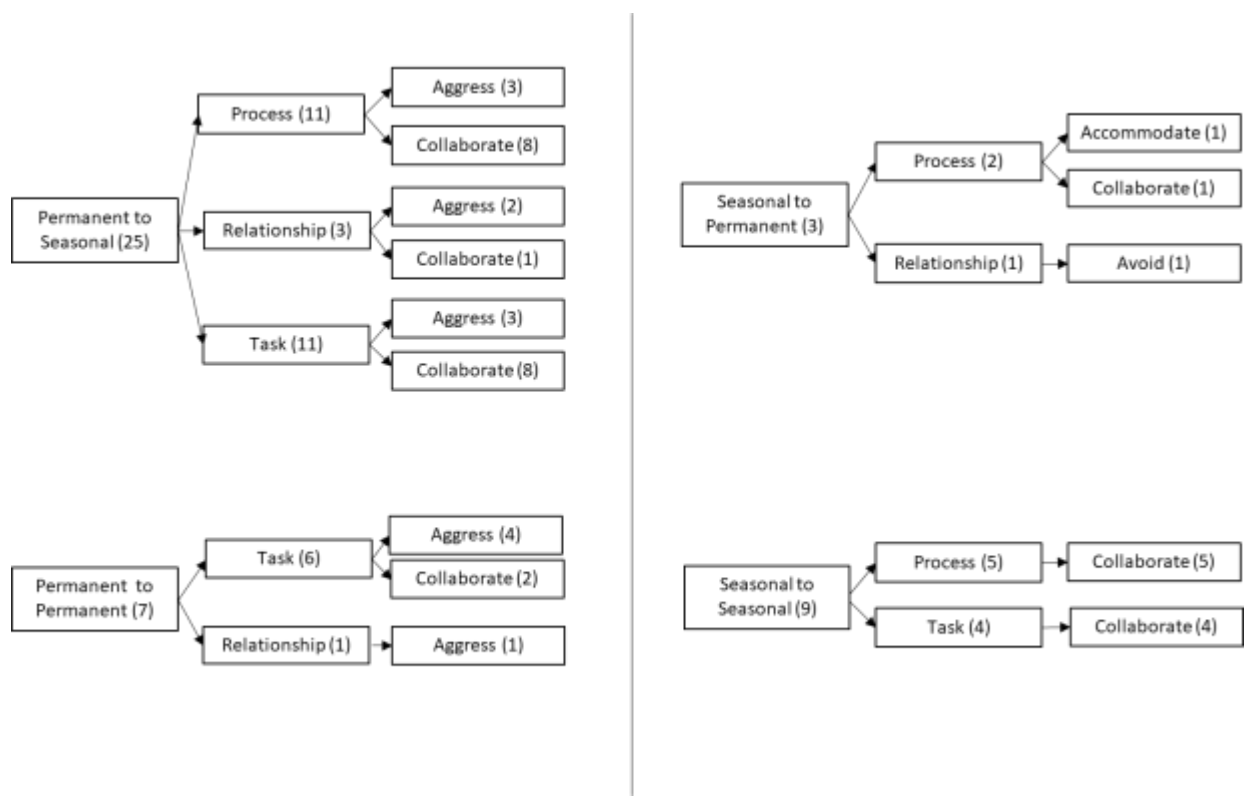 Permanent to
Seasonal (25)
Process (11)
Aggress (3)
Collaborate (8)
Relationship (3)
Aggress (2)
Collaborate (1)
Task (11)
Aggress (3)
Collaborate (8)
Permanent to
Permanent (7)
Task (6)
Aggress (4)
Collaborate (2)
Relationship (1)
Aggress (1)
Seasonal to
Permanent (3)
Process (2)
Accommodate (1)
Collaborate (1)
Relationship (1)
Avoid (1)
Seasonal to
Seasonal (9)
Process (5)
Collaborate (5)
Task (4)
Collaborate (4)